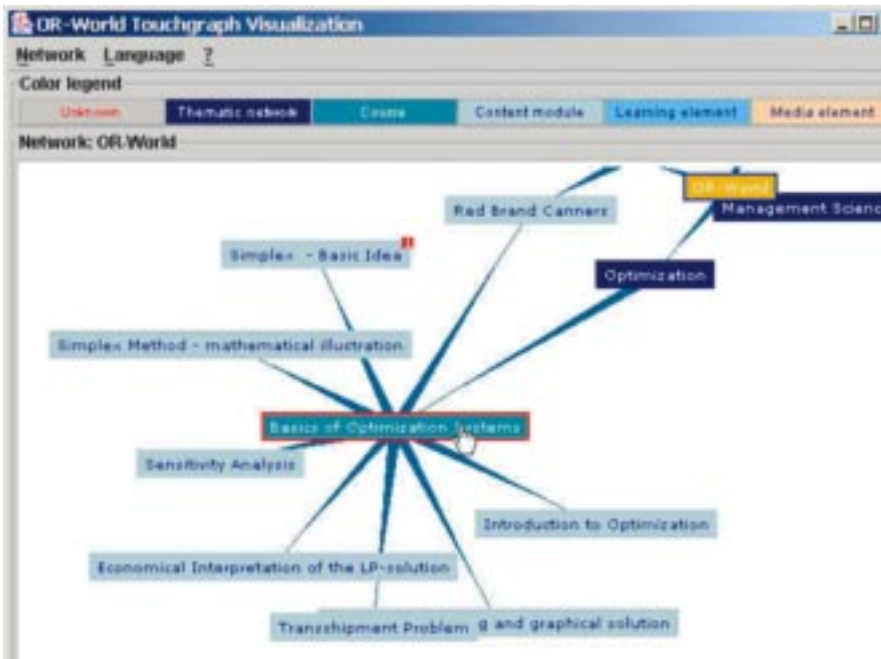 OR-World Touchgraph Visualization
Network Language ?
Color legend
Unknown Thematic network Course Content module Learning element Media element
Network: OR-World
OR-World
Red Brand Canners
Management Scienc
Simplex - Basic Idea
Optimization
Simplex Method - mathematical illustration
Basics of Optimization Systems
Sensitivity Analysis
Introduction to Optimization
Economical Interpretation of the LP-solution
Transshipment Problem g and graphical solution